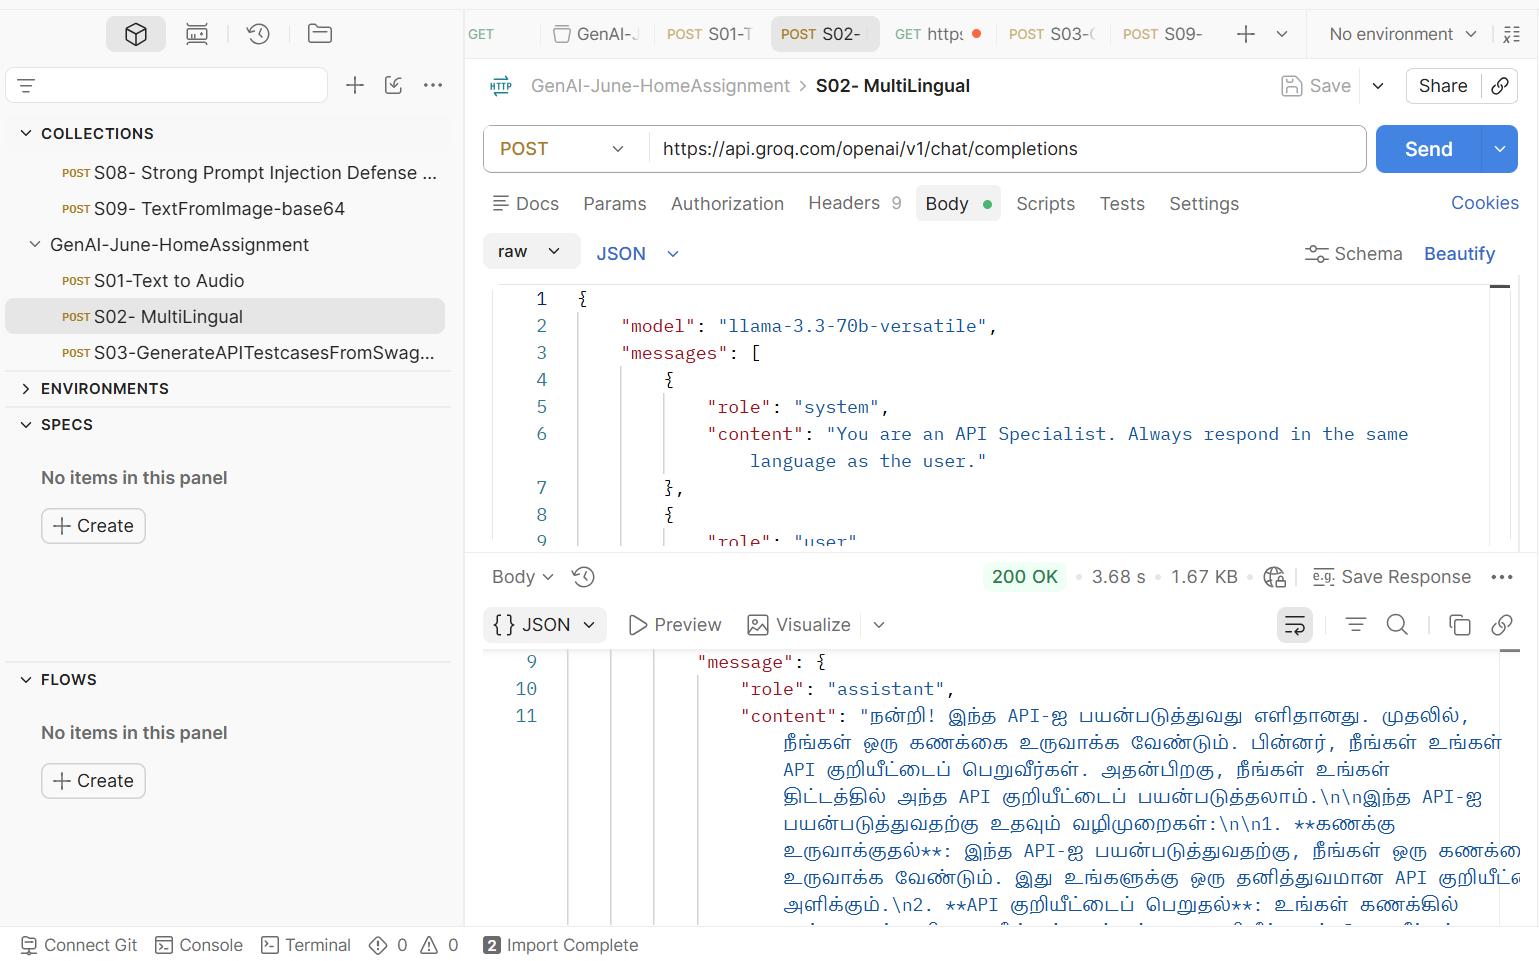 GET
GenAI-J
POST S01-T
POST S02-
GET https
POST S03-
POST S09-
No environment
GenAI-June-HomeAssignment > S02- MultiLingual
Save
Share
COLLECTIONS
POST S08- Strong Prompt Injection Defense ...
POST S09- TextFromImage-base64
GenAI-June-HomeAssignment
POST S01-Text to Audio
POST S02- MultiLingual
POST S03-GenerateAPITestcasesFromSwag...
ENVIRONMENTS
SPECS
No items in this panel
+ Create
FLOWS
No items in this panel
+ Create
POST
https://api.groq.com/openai/v1/chat/completions
Send
Docs Params Authorization Headers 9 Body Scripts Tests Settings
Cookies
raw JSON
Schema Beautify
1 {
2 "model": "llama-3.3-70b-versatile",
3 "messages": [
4 {
5 "role": "system",
6 "content": "You are an API Specialist. Always respond in the same
language as the user."
7 },
8 {
9 "role": "user"
Body
200 OK • 3.68 s • 1.67 KB
e.g. Save Response
{} JSON Preview Visualize
9 "message": {
10 "role": "assistant",
11 "content": "நன்றி! இந்த API-ஐ பயன்படுத்துவது எளிதானது. முதலில்,
நீங்கள் ஒரு கணக்கை உருவாக்க வேண்டும். பின்னர், நீங்கள் உங்கள்
API குறியீட்டைப் பெறுவீர்கள். அதன்பிறகு, நீங்கள் உங்கள்
திட்டத்தில் அந்த API குறியீட்டைப் பயன்படுத்தலாம்.\n\nஇந்த API-ஐ
பயன்படுத்துவதற்கு உதவும் வழிமுறைகள்:\n\n1. **கணக்கு
உருவாக்குதல்**: இந்த API-ஐ பயன்படுத்துவதற்கு, நீங்கள் ஒரு கணக்கை
உருவாக்க வேண்டும். இது உங்களுக்கு ஒரு தனித்துவமான API
அளிக்கும்.\n2. **API குறியீட்டைப் பெறுதல்**: உங்கள் கணக்கில்
Connect Git Console Terminal 0 0 2 Import Complete